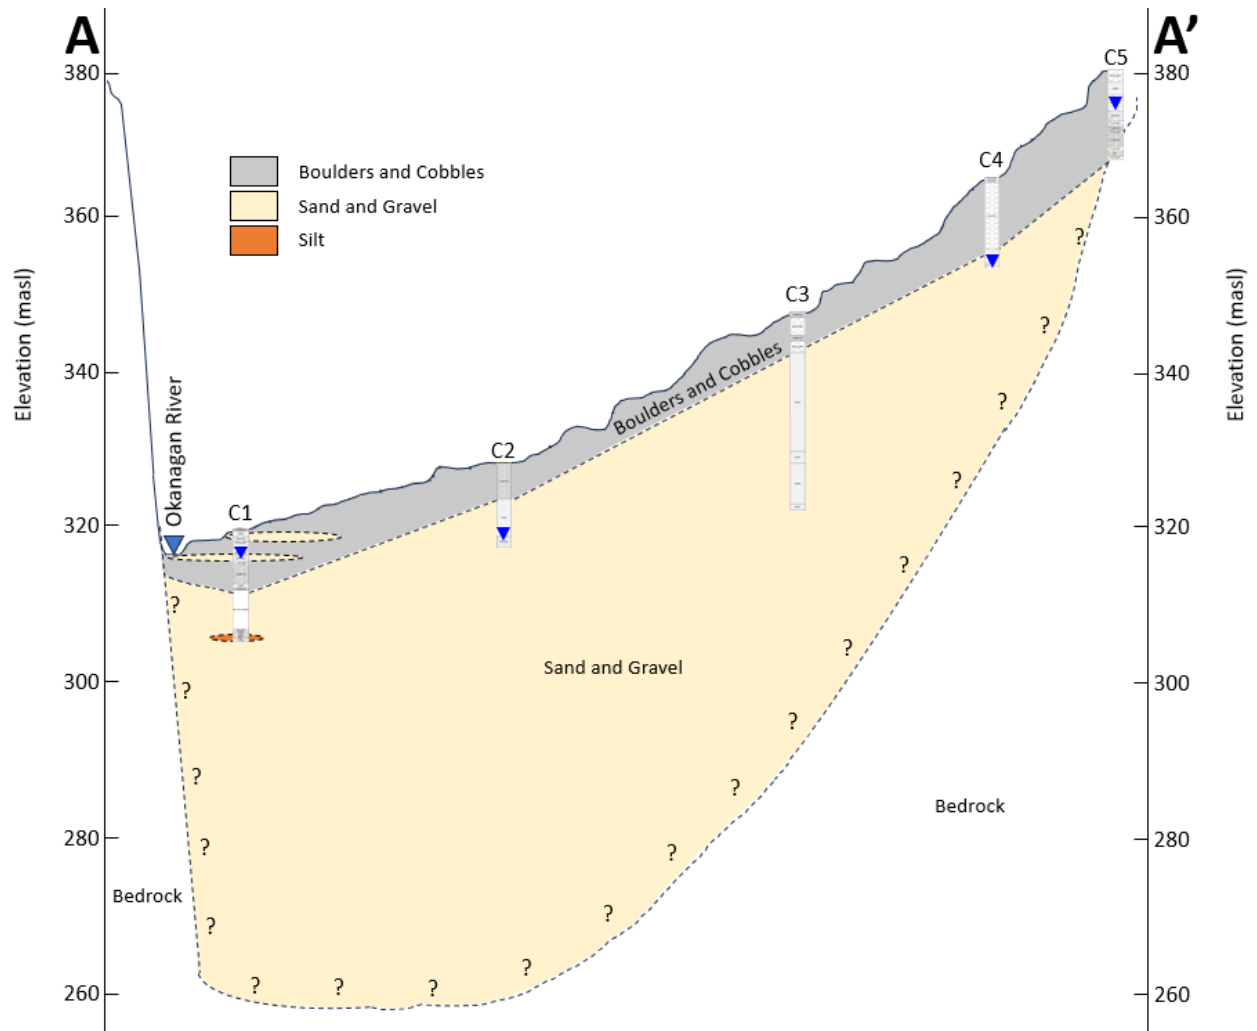 A
A’
C5
380
380
C4
Boulders and Cobbles
Sand and Gravel
Silt
360
360
?
Elevation (masl)
Elevation (masl)
C3
?
340
340
Boulders and Cobbles
?
Okanagan River
C2
?
C1
320
320
?
?
Sand and Gravel
?
300
300
?
?
?
?
Bedrock
280
280
?
?
Bedrock
?
?
?
?
?
?
260
260